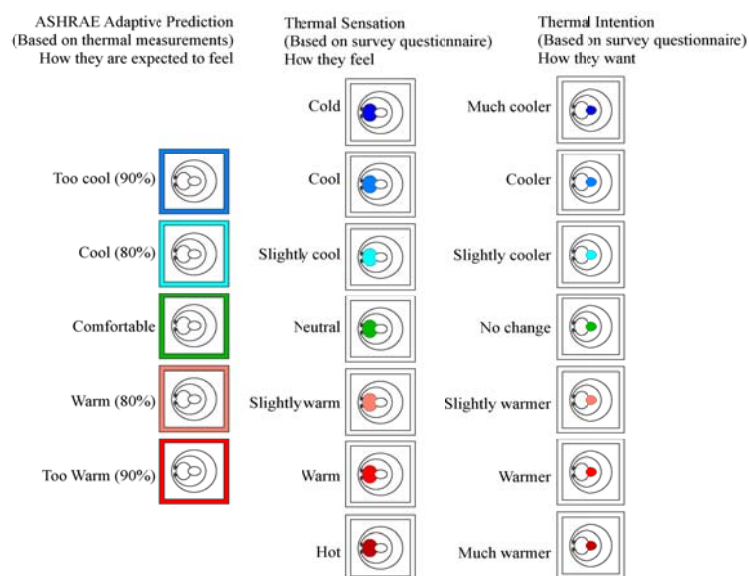 ASHRAE Adaptive Prediction
(Based on thermal measurements)
How they are expected to feel
Too cool (90%)
Cool (80%)
Comfortable
Warm (80%)
Too Warm (90%)
Thermal Sensation
(Based on survey questionnaire)
How they feel
Cold
Cool
Slightly cool
Neutral
Slightly warm
Warm
Hot
Thermal Intention
(Based on survey questionnaire)
How they want
Much cooler
Cooler
Slightly cooler
No change
Slightly warmer
Warmer
Much warmer